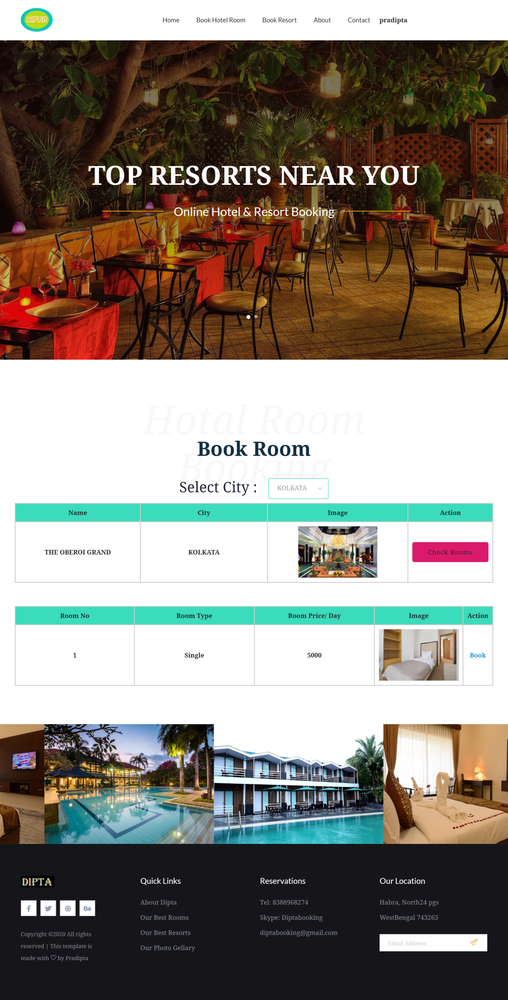 DIPTA
Home Book Hotel Room Book Resort About Contact pradipta
TOP RESORTS NEAR YOU
Online Hotel & Resort Booking
Hotal Room
Booking
Book Room
Select City : KOLKATA
Name City Image Action
THE OBEROI GRAND KOLKATA Check Rooms
Room No Room Type Room Price/ Day Image Action
1 Single 5000 Book
DIPTA
Copyright ©2020 All rights
reserved | This template is
made with ♡ by Pradipta
Quick Links
About Dipta
Our Best Rooms
Our Best Resorts
Our Photo Gellary
Reservations
Tel: 8388968274
Skype: Diptabooking
diptabooking@gmail.com
Our Location
Habra, North24 pgs
WestBengal 743263
Email Address